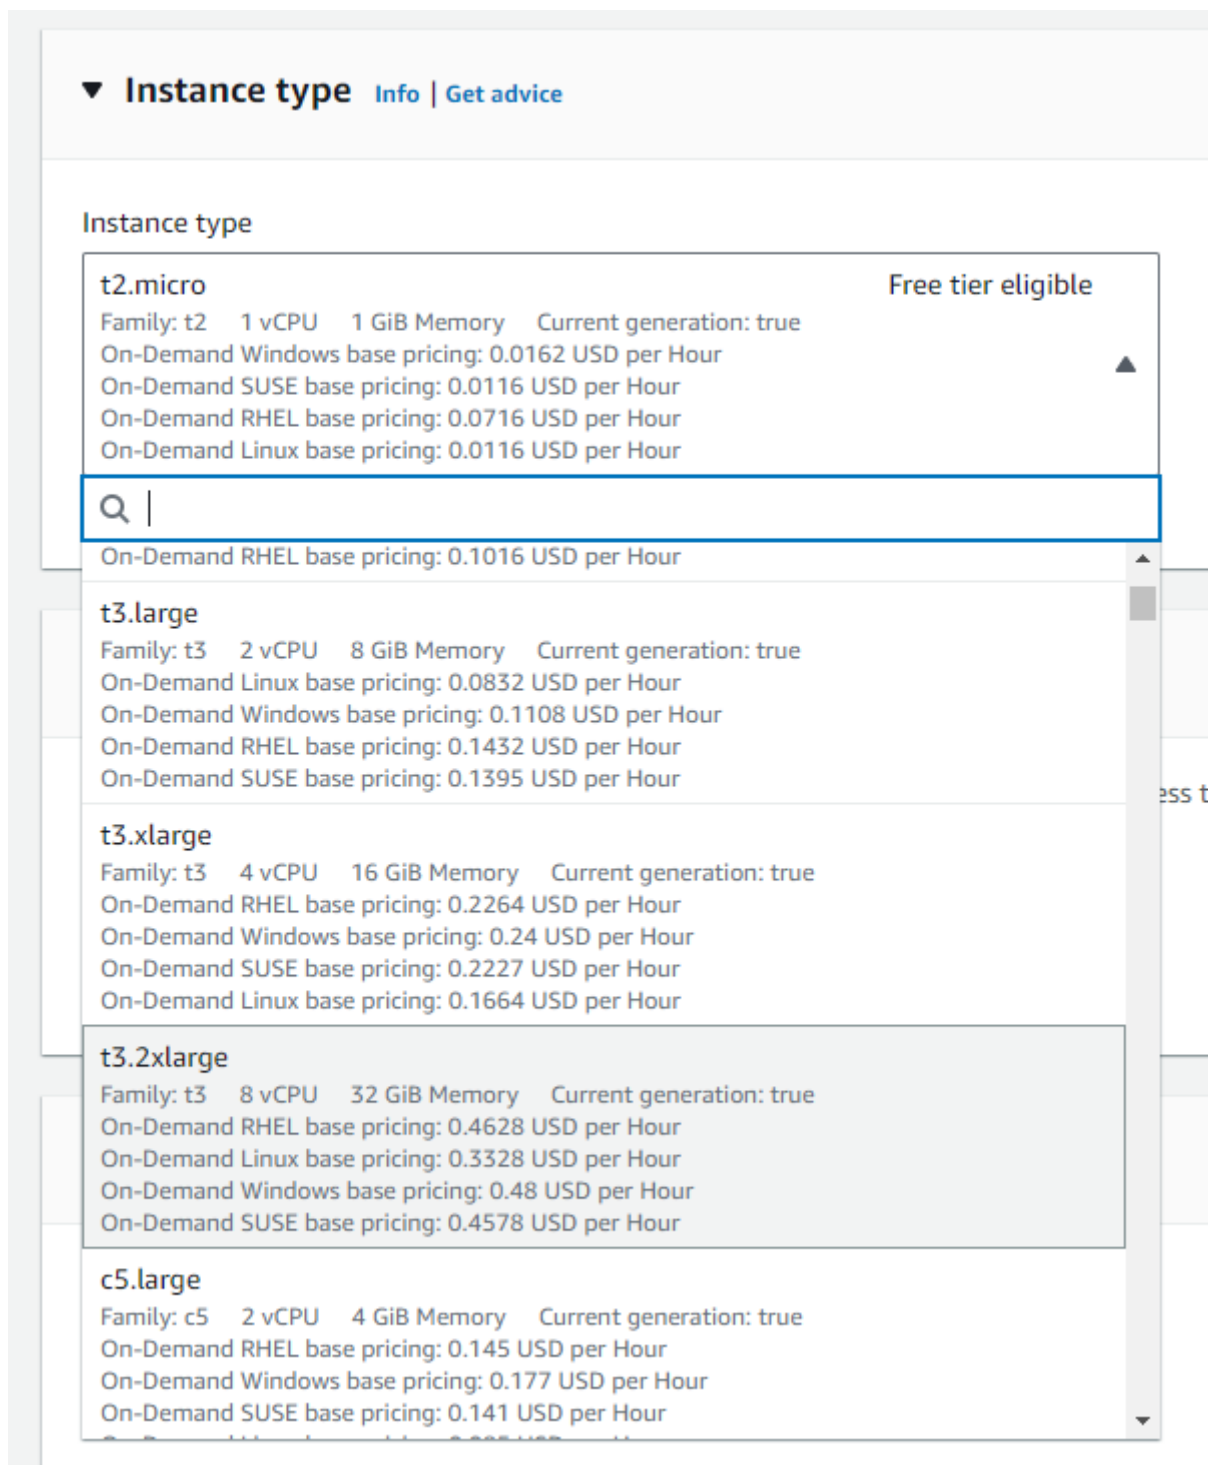 Instance type Info | Get advice
Instance type
t2.micro Free tier eligible
Family: t2 1 vCPU 1 GiB Memory Current generation: true
On-Demand Windows base pricing: 0.0162 USD per Hour
On-Demand SUSE base pricing: 0.0116 USD per Hour
On-Demand RHEL base pricing: 0.0716 USD per Hour
On-Demand Linux base pricing: 0.0116 USD per Hour
On-Demand RHEL base pricing: 0.1016 USD per Hour
t3.large
Family: t3 2 vCPU 8 GiB Memory Current generation: true
On-Demand Linux base pricing: 0.0832 USD per Hour
On-Demand Windows base pricing: 0.1108 USD per Hour
On-Demand RHEL base pricing: 0.1432 USD per Hour
On-Demand SUSE base pricing: 0.1395 USD per Hour
ess t
t3.xlarge
Family: t3 4 vCPU 16 GiB Memory Current generation: true
On-Demand RHEL base pricing: 0.2264 USD per Hour
On-Demand Windows base pricing: 0.24 USD per Hour
On-Demand SUSE base pricing: 0.2227 USD per Hour
On-Demand Linux base pricing: 0.1664 USD per Hour
t3.2xlarge
Family: t3 8 vCPU 32 GiB Memory Current generation: true
On-Demand RHEL base pricing: 0.4628 USD per Hour
On-Demand Linux base pricing: 0.3328 USD per Hour
On-Demand Windows base pricing: 0.48 USD per Hour
On-Demand SUSE base pricing: 0.4578 USD per Hour
c5.large
Family: c5 2 vCPU 4 GiB Memory Current generation: true
On-Demand RHEL base pricing: 0.145 USD per Hour
On-Demand Windows base pricing: 0.177 USD per Hour
On-Demand SUSE base pricing: 0.141 USD per Hour